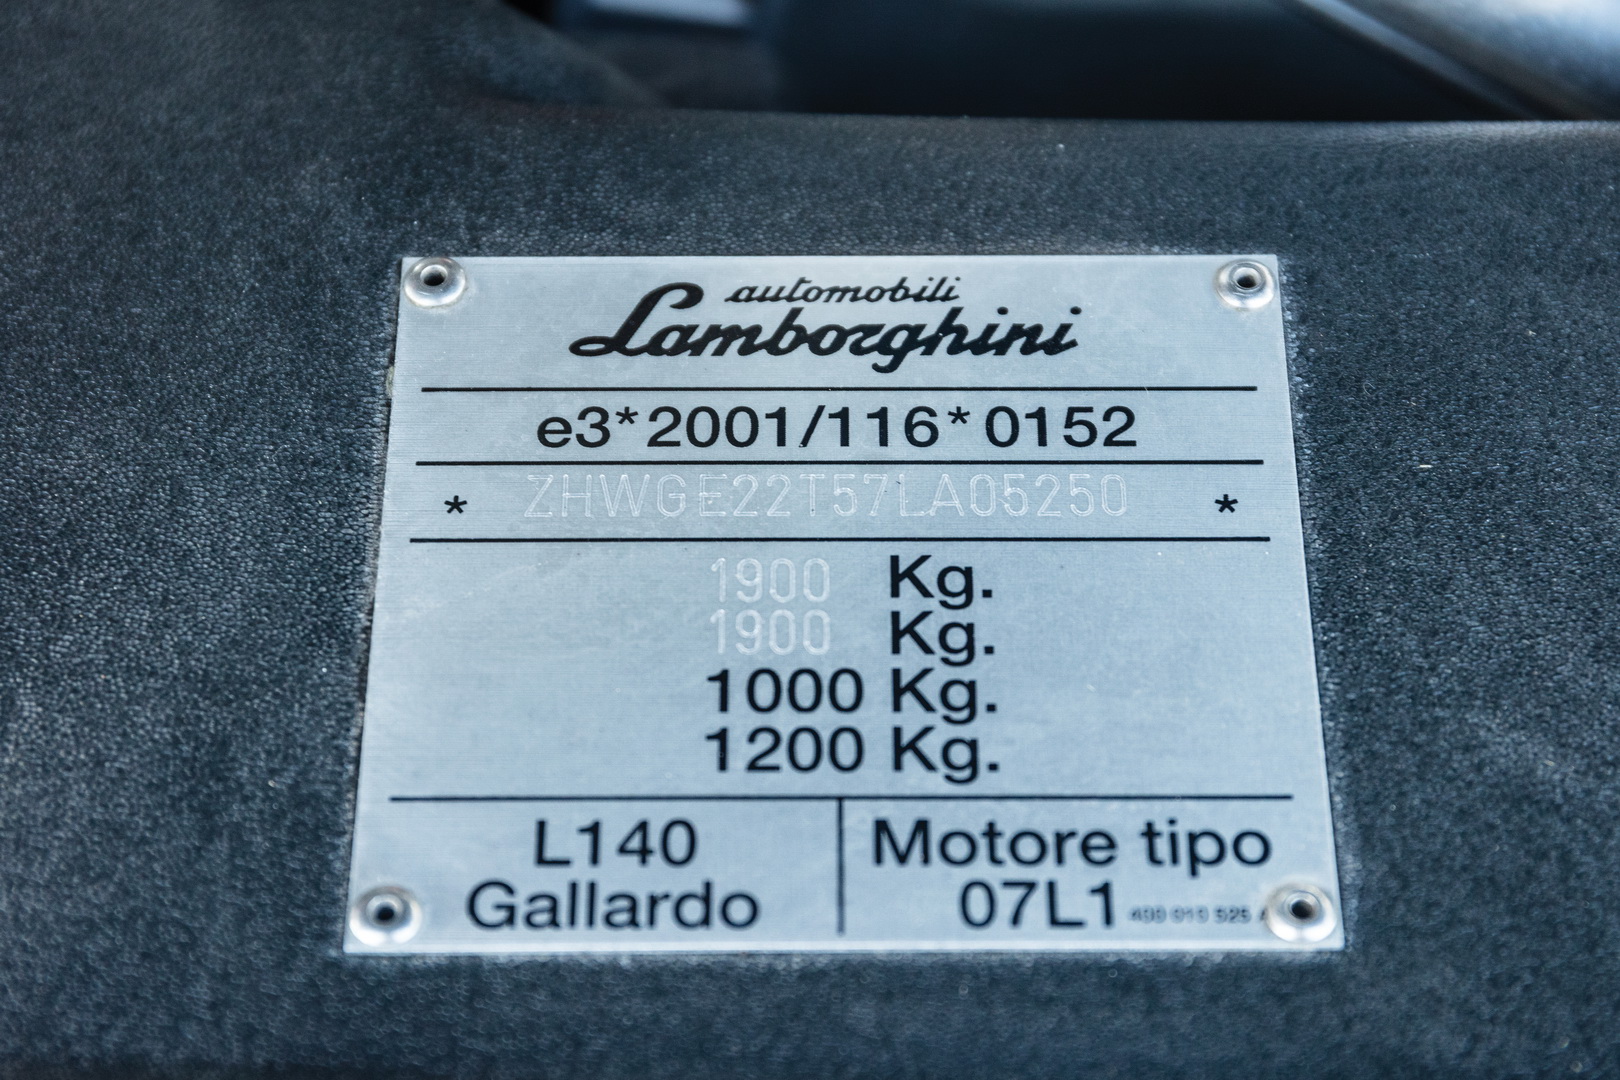 automobili
Lamborghini
e3*2001/116*0152
* ZHWGE22T57LA05250 *
1900 Kg.
1900 Kg.
1000 Kg.
1200 Kg.
L140
Gallardo
Motore tipo
07L1